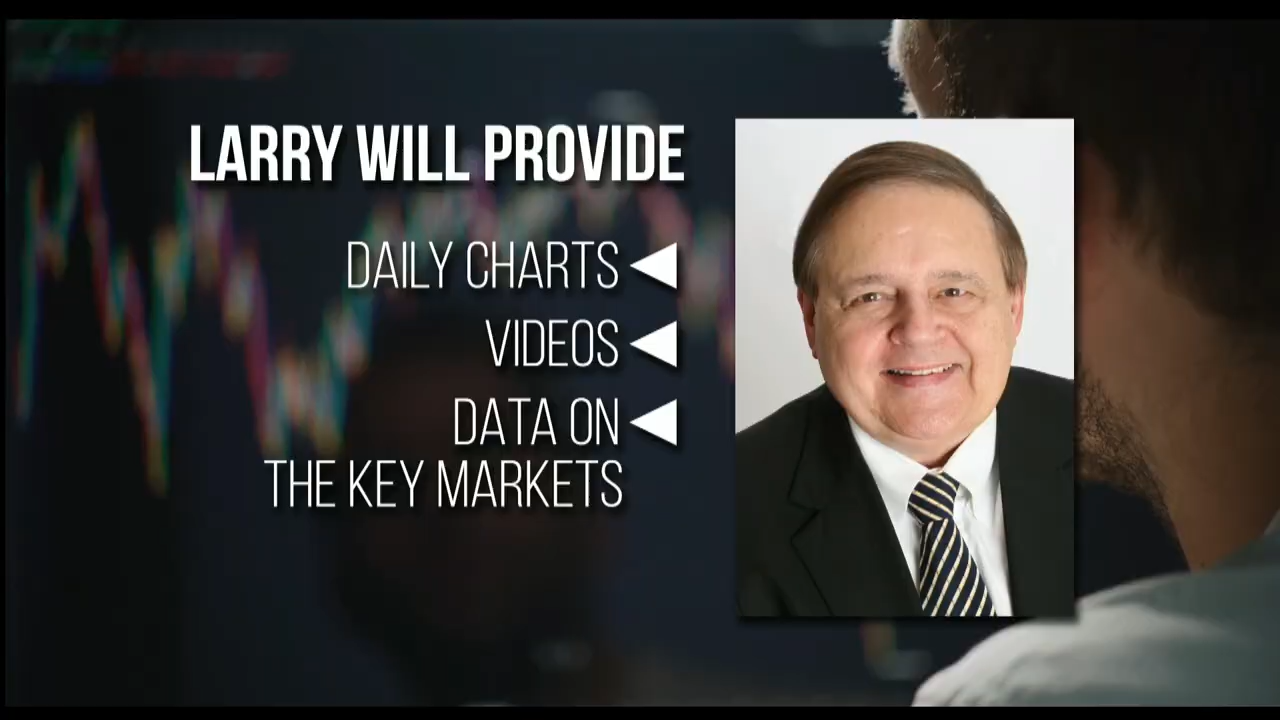 LARRY WILL PROVIDE
DAILY CHARTS
VIDEOS
DATA ON
THE KEY MARKETS